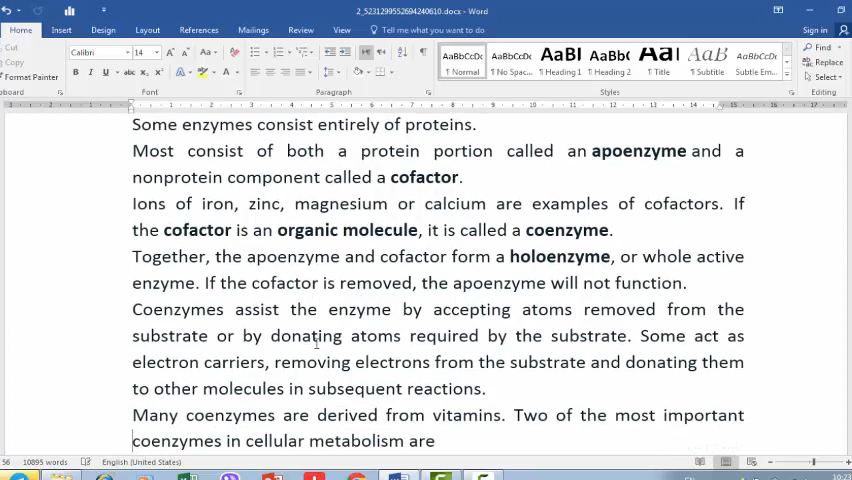 2_5231299552694240610.docx - Word
Home Insert Design Layout References Mailings Review View Tell me what you want to do Sign in
Cut Calibri 14 Find
Copy Replace
Format Painter Select
AaBbCcDc AaBbCcDc AaBl AaBbC AaBl AaB AaBbCcDc
¶ Normal ¶ No Spac... ¶ Heading 1 ¶ Heading 2 ¶ Title ¶ Subtitle Subtle Em...
Font Paragraph Styles Editing
Some enzymes consist entirely of proteins.
Most consist of both a protein portion called an apoenzyme and a
nonprotein component called a cofactor.
Ions of iron, zinc, magnesium or calcium are examples of cofactors. If
the cofactor is an organic molecule, it is called a coenzyme.
Together, the apoenzyme and cofactor form a holoenzyme, or whole active
enzyme. If the cofactor is removed, the apoenzyme will not function.
Coenzymes assist the enzyme by accepting atoms removed from the
substrate or by donating atoms required by the substrate. Some act as
electron carriers, removing electrons from the substrate and donating them
to other molecules in subsequent reactions.
Many coenzymes are derived from vitamins. Two of the most important
coenzymes in cellular metabolism are
56 10895 words English (United States)